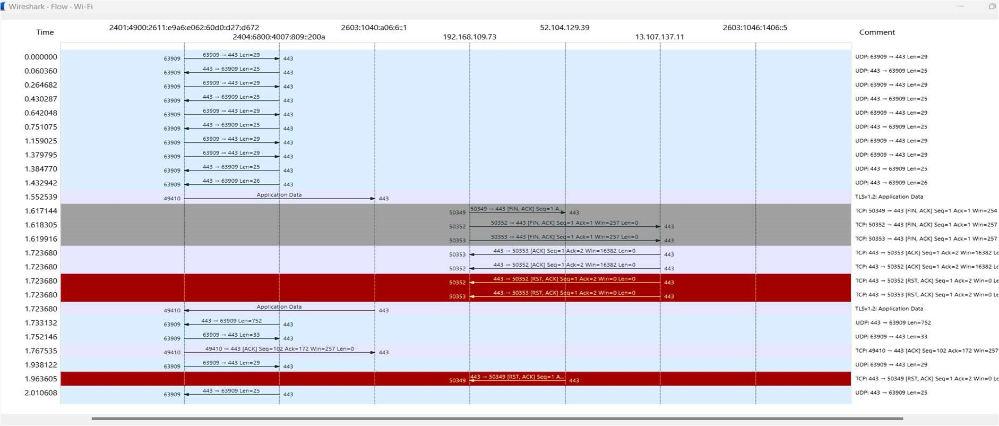 Wireshark · Flow · Wi-Fi
Time 2401:4900:2611:e9a6:e062:60d0:d27:d672 2404:6800:4007:809::200a 2603:1040:a06:6::1 192.168.109.73 52.104.129.39 13.107.137.11 2603:1046:1406::5 Comment
0.000000 63909 63909 → 443 Len=29 443 UDP: 63909 → 443 Len=29
0.060360 63909 443 → 63909 Len=25 443 UDP: 443 → 63909 Len=25
0.264682 63909 63909 → 443 Len=29 443 UDP: 63909 → 443 Len=29
0.430287 63909 443 → 63909 Len=25 443 UDP: 443 → 63909 Len=25
0.642048 63909 63909 → 443 Len=29 443 UDP: 63909 → 443 Len=29
0.751075 63909 443 → 63909 Len=25 443 UDP: 443 → 63909 Len=25
1.159025 63909 63909 → 443 Len=29 443 UDP: 63909 → 443 Len=29
1.379795 63909 63909 → 443 Len=29 443 UDP: 63909 → 443 Len=29
1.384770 63909 443 → 63909 Len=25 443 UDP: 443 → 63909 Len=25
1.432942 63909 443 → 63909 Len=26 443 UDP: 443 → 63909 Len=26
1.552539 49410 Application Data 443 TLSv1.2: Application Data
1.617144 50349 50349 → 443 [FIN, ACK] Seq=1 A... 443 TCP: 50349 → 443 [FIN, ACK] Seq=1 Ack=1 Win=254
1.618305 50352 50352 → 443 [FIN, ACK] Seq=1 Ack=1 Win=257 Len=0 443 TCP: 50352 → 443 [FIN, ACK] Seq=1 Ack=1 Win=257
1.619916 50353 50353 → 443 [FIN, ACK] Seq=1 Ack=1 Win=257 Len=0 443 TCP: 50353 → 443 [FIN, ACK] Seq=1 Ack=1 Win=257
1.723680 50353 443 → 50353 [ACK] Seq=1 Ack=2 Win=16382 Len=0 443 TCP: 443 → 50353 [ACK] Seq=1 Ack=2 Win=16382 Le
1.723680 50352 443 → 50352 [ACK] Seq=1 Ack=2 Win=16382 Len=0 443 TCP: 443 → 50352 [ACK] Seq=1 Ack=2 Win=16382 Le
1.723680 50352 443 → 50352 [RST, ACK] Seq=1 Ack=2 Win=0 Len=0 443 TCP: 443 → 50352 [RST, ACK] Seq=1 Ack=2 Win=0 Le
1.723680 50353 443 → 50353 [RST, ACK] Seq=1 Ack=2 Win=0 Len=0 443 TCP: 443 → 50353 [RST, ACK] Seq=1 Ack=2 Win=0 Le
1.723680 49410 Application Data 443 TLSv1.2: Application Data
1.733132 63909 443 → 63909 Len=752 443 UDP: 443 → 63909 Len=752
1.752146 63909 63909 → 443 Len=33 443 UDP: 63909 → 443 Len=33
1.767535 49410 49410 → 443 [ACK] Seq=102 Ack=172 Win=257 Len=0 443 TCP: 49410 → 443 [ACK] Seq=102 Ack=172 Win=257
1.938122 63909 63909 → 443 Len=29 443 UDP: 63909 → 443 Len=29
1.963605 50349 443 → 50349 [RST, ACK] Seq=1 A... 443 TCP: 443 → 50349 [RST, ACK] Seq=1 Ack=2 Win=0 Le
2.010608 63909 443 → 63909 Len=25 443 UDP: 443 → 63909 Len=25